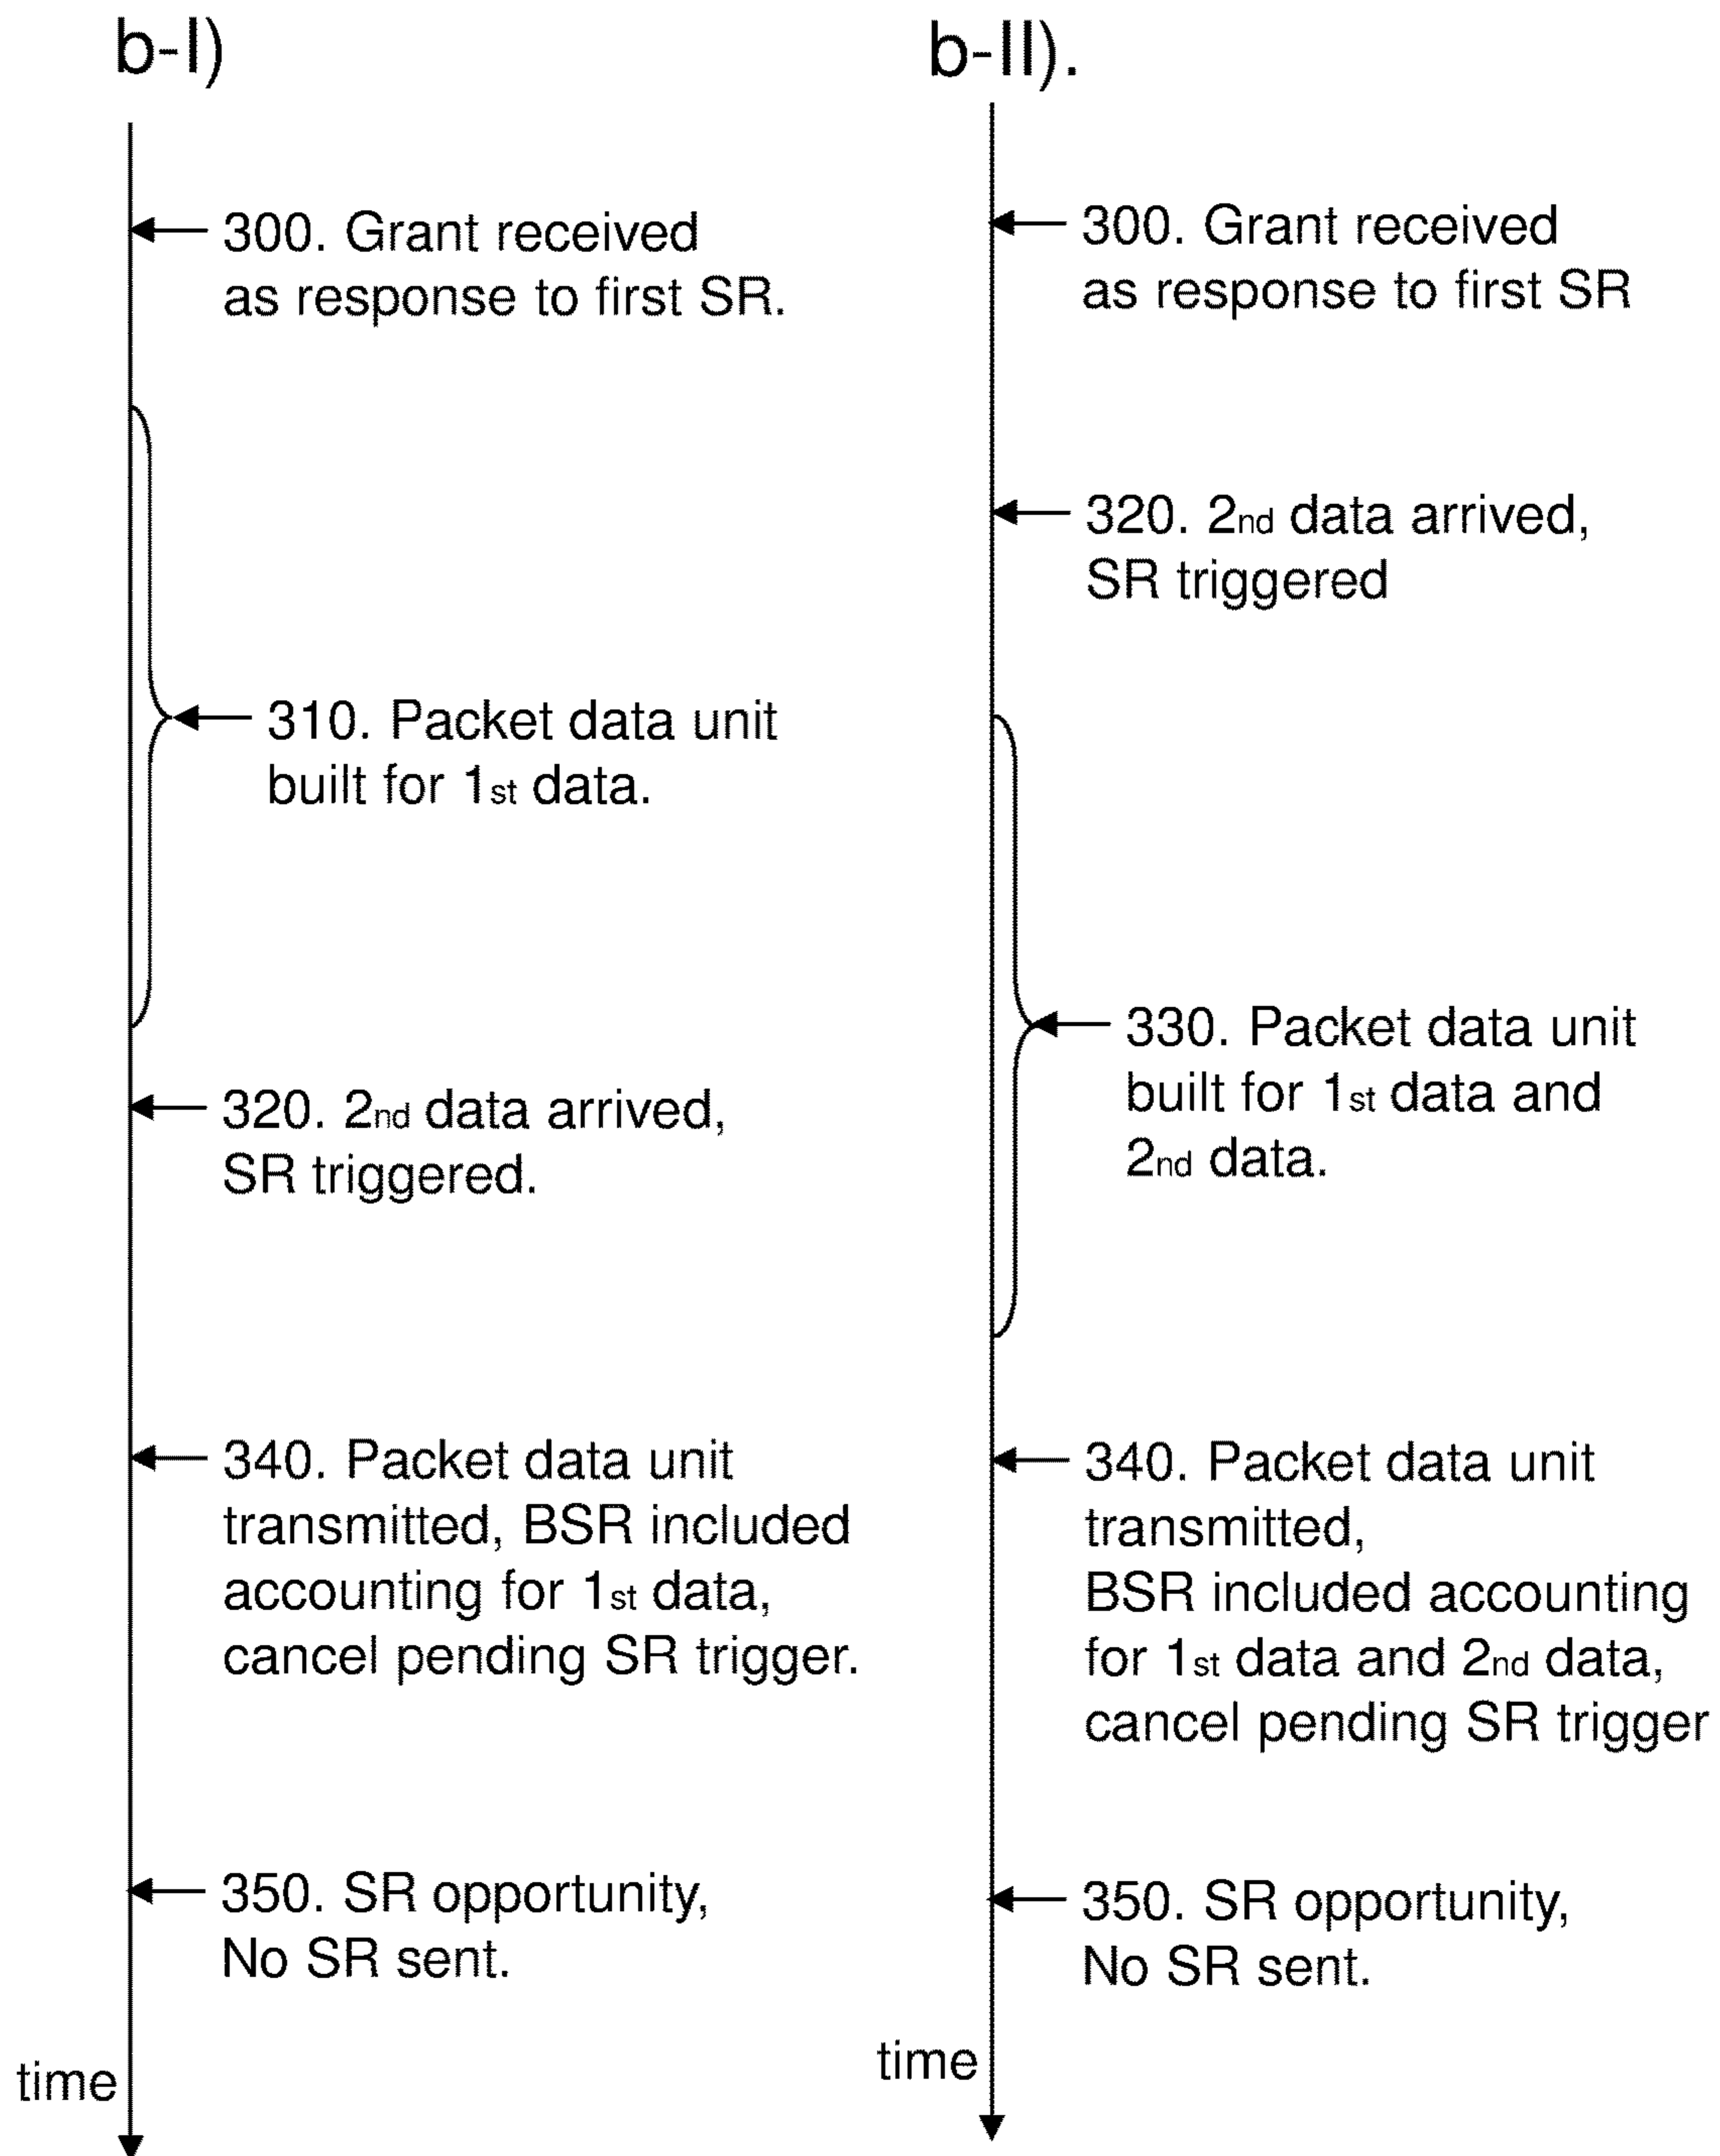 b-I)
300. Grant received
as response to first SR.
310. Packet data unit
built for 1st data.
320. 2nd data arrived,
SR triggered.
340. Packet data unit
transmitted, BSR included
accounting for 1st data,
cancel pending SR trigger.
350. SR opportunity,
No SR sent.
time
b-II).
300. Grant received
as response to first SR
320. 2nd data arrived,
SR triggered
330. Packet data unit
built for 1st data and
2nd data.
340. Packet data unit
transmitted,
BSR included accounting
for 1st data and 2nd data,
cancel pending SR trigger
350. SR opportunity,
No SR sent.
time